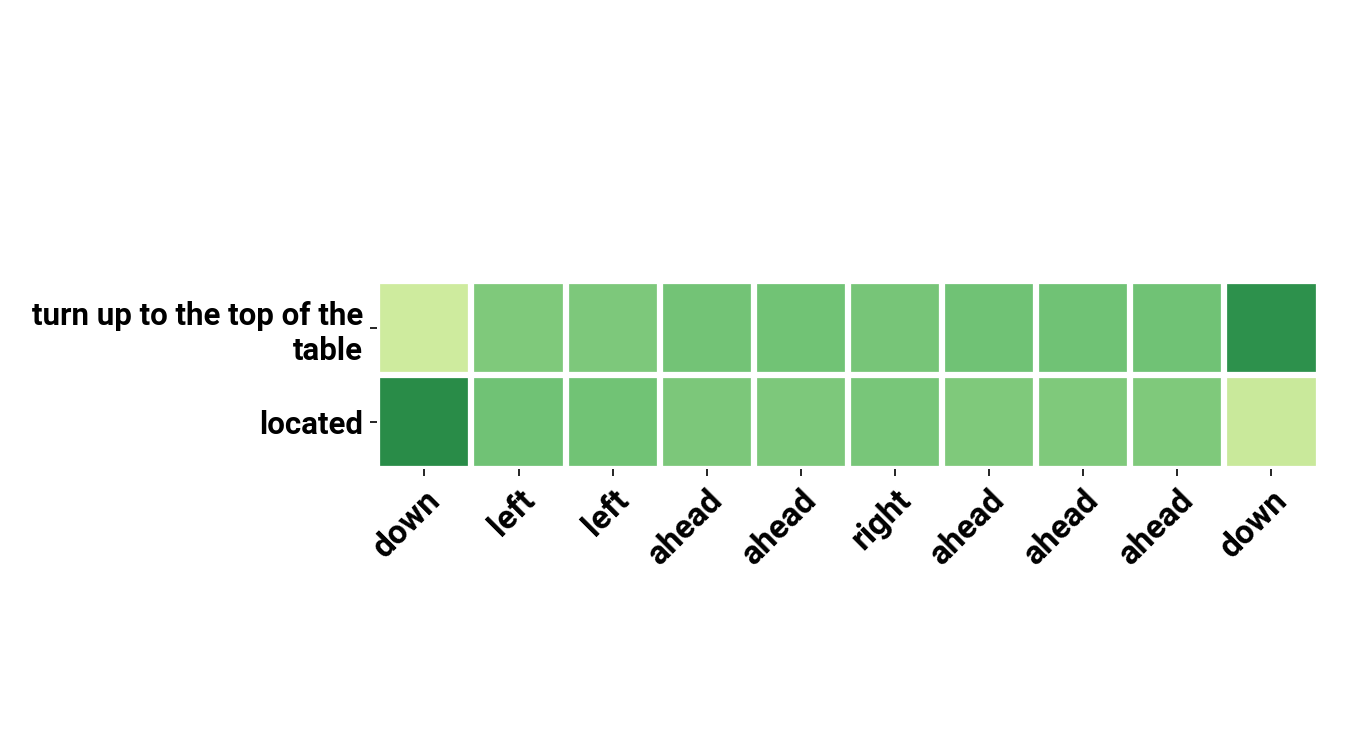 turn up to the top of the
table
located
down
left
left
ahead
ahead
right
ahead
ahead
ahead
down